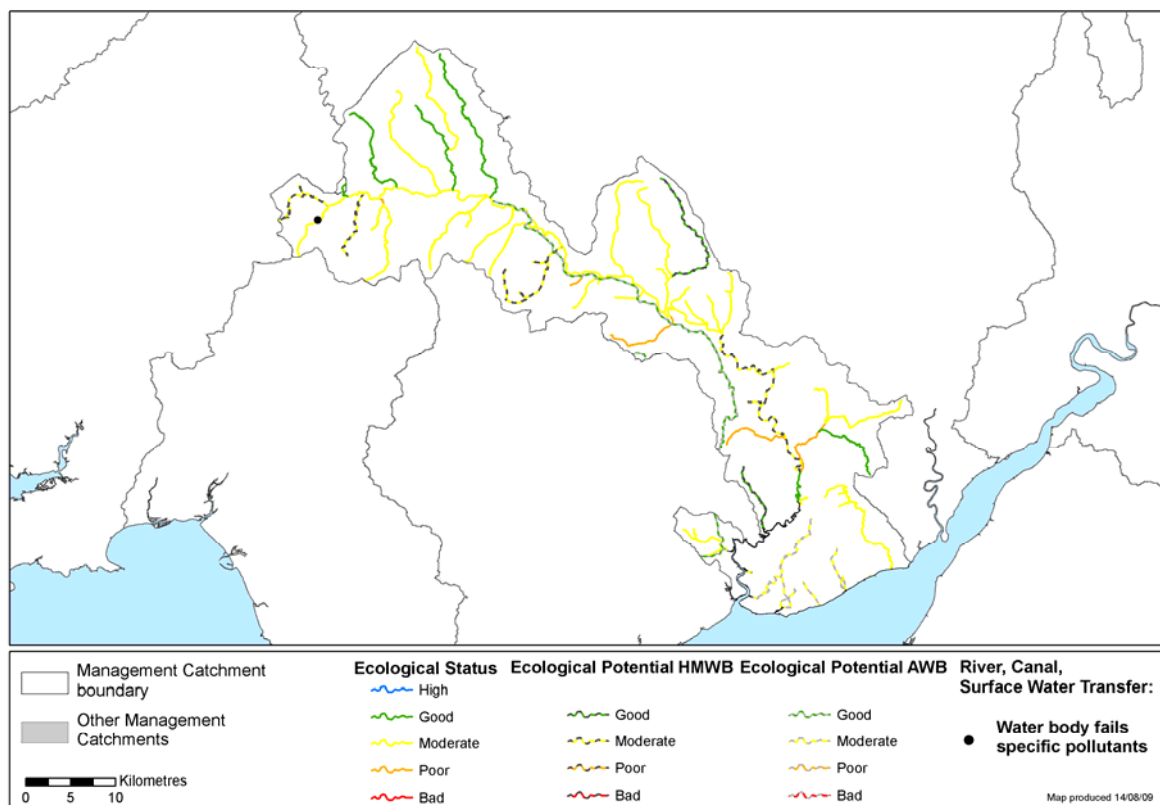 Management Catchment
boundary
Other Management
Catchments
Kilometres
0 5 10
Ecological Status
High
Good
Moderate
Poor
Bad
Ecological Potential HMWB
Good
Moderate
Poor
Bad
Ecological Potential AWB
Good
Moderate
Poor
Bad
River, Canal,
Surface Water Transfer:
Water body fails
specific pollutants
Map produced 14/08/09